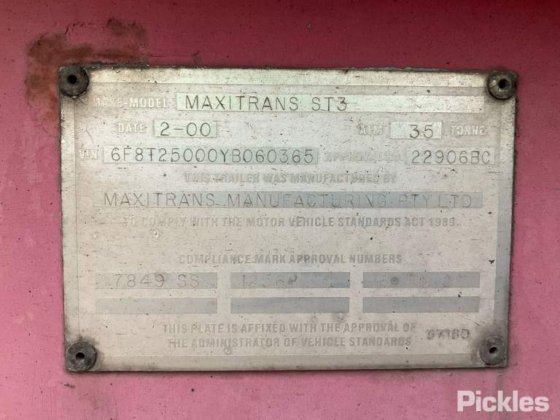 MAKE-MODEL MAXITRANS ST3
DATE 2-00 ATM 35 TONNE
VIN 6F8T25000YB060365 22906BC
THIS TRAILER WAS MANUFACTURED BY
MAXITRANS MANUFACTURING PTY LTD
TO COMPLY WITH THE MOTOR VEHICLE STANDARDS ACT 1989
COMPLIANCE MARK APPROVAL NUMBERS
7849 SS
THIS PLATE IS AFFIXED WITH THE APPROVAL OF
THE ADMINISTRATOR OF VEHICLE STANDARDS
Pickles